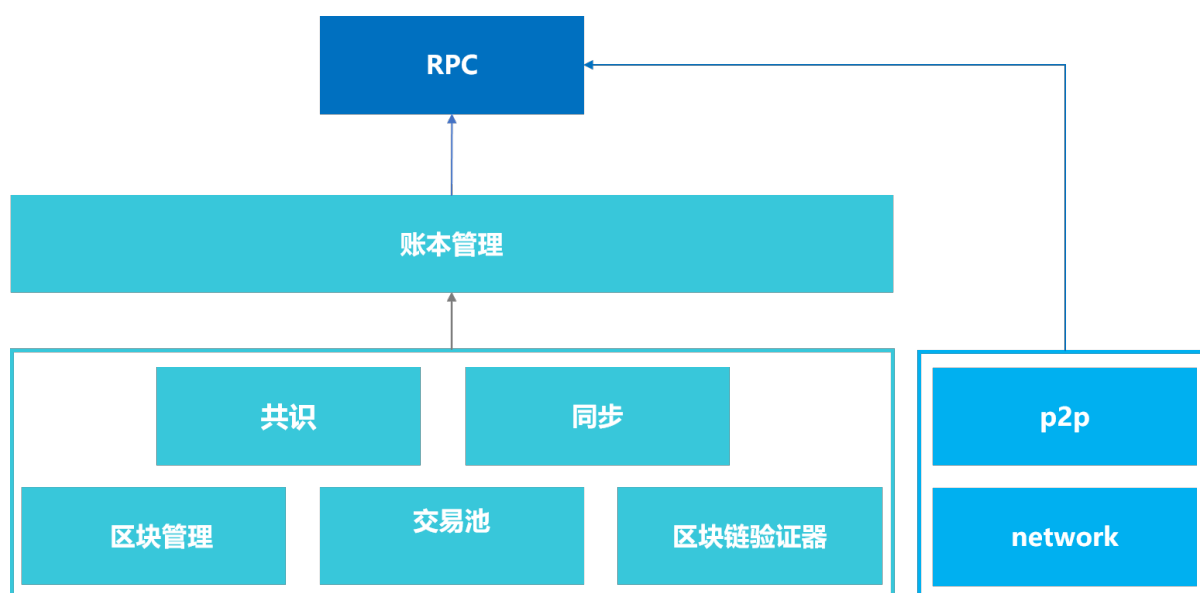 RPC
账本管理
共识
同步
p2p
区块管理
交易池
区块链验证器
network